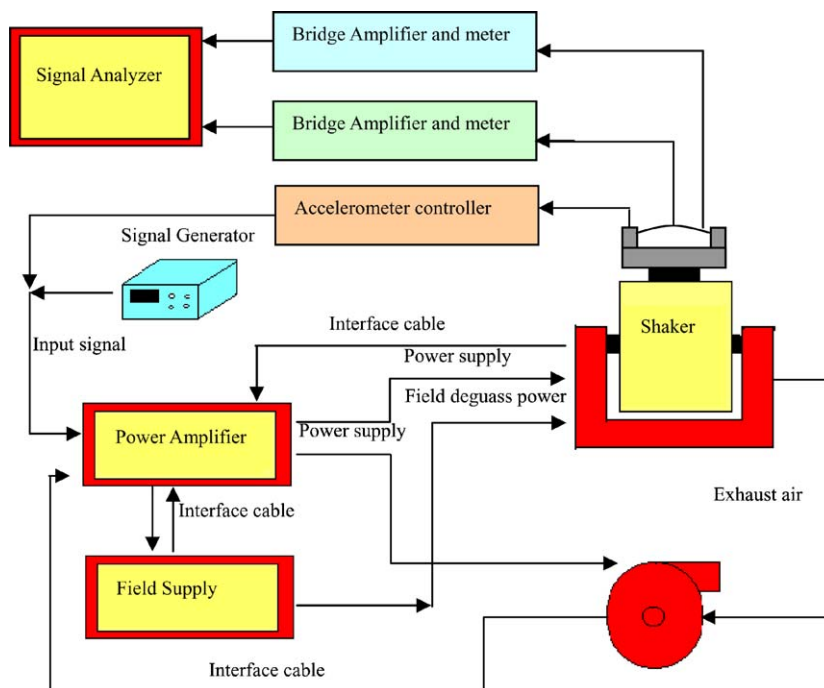 Bridge Amplifier and meter
Signal Analyzer
Bridge Amplifier and meter
Accelerometer controller
Signal Generator
Interface cable
Shaker
Input signal
Power supply
Field deguass power
Power Amplifier
Power supply
Exhaust air
Interface cable
Field Supply
Interface cable